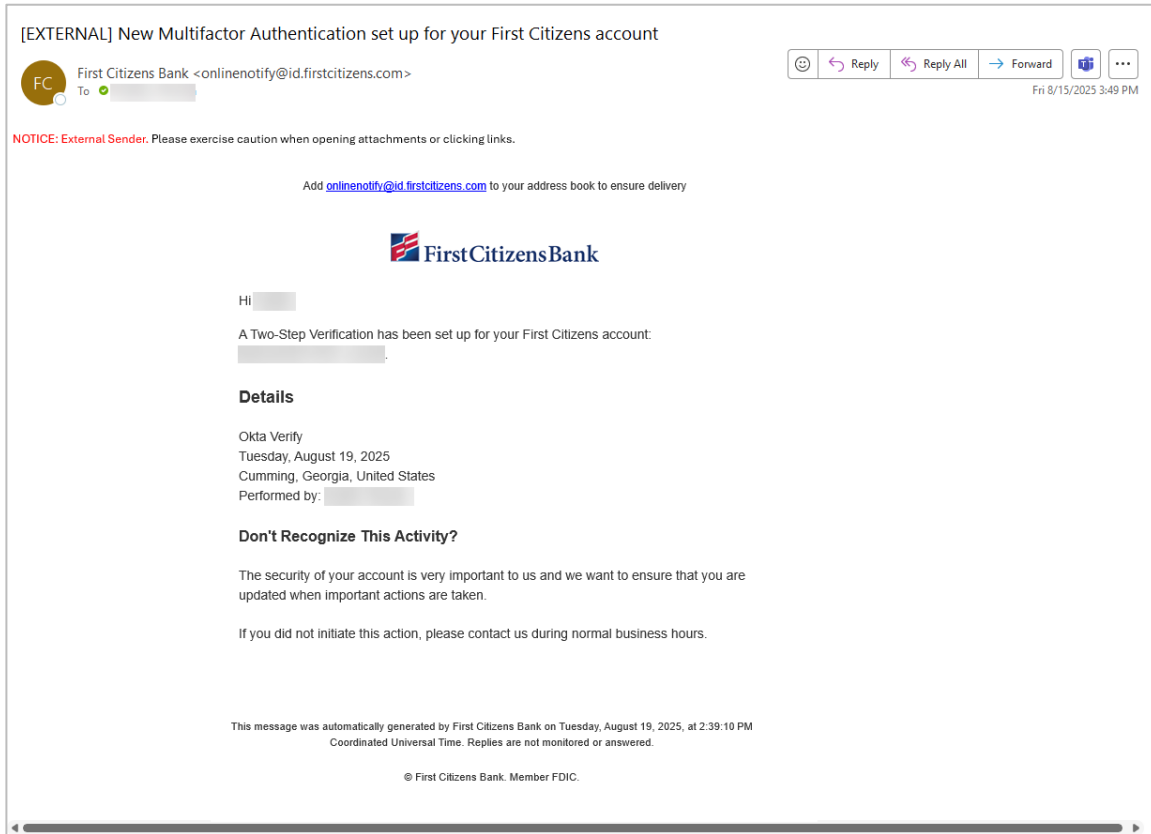 [EXTERNAL] New Multifactor Authentication set up for your First Citizens account
FC
First Citizens Bank <onlinenotify@id.firstcitizens.com>
To
Reply
Reply All
Forward
Fri 8/15/2025 3:49 PM
NOTICE: External Sender. Please exercise caution when opening attachments or clicking links.
Add onlinenotify@id.firstcitizens.com to your address book to ensure delivery
FirstCitizensBank
Hi
A Two-Step Verification has been set up for your First Citizens account:
.
Details
Okta Verify
Tuesday, August 19, 2025
Cumming, Georgia, United States
Performed by:
Don't Recognize This Activity?
The security of your account is very important to us and we want to ensure that you are
updated when important actions are taken.
If you did not initiate this action, please contact us during normal business hours.
This message was automatically generated by First Citizens Bank on Tuesday, August 19, 2025, at 2:39:10 PM
Coordinated Universal Time. Replies are not monitored or answered.
© First Citizens Bank. Member FDIC.